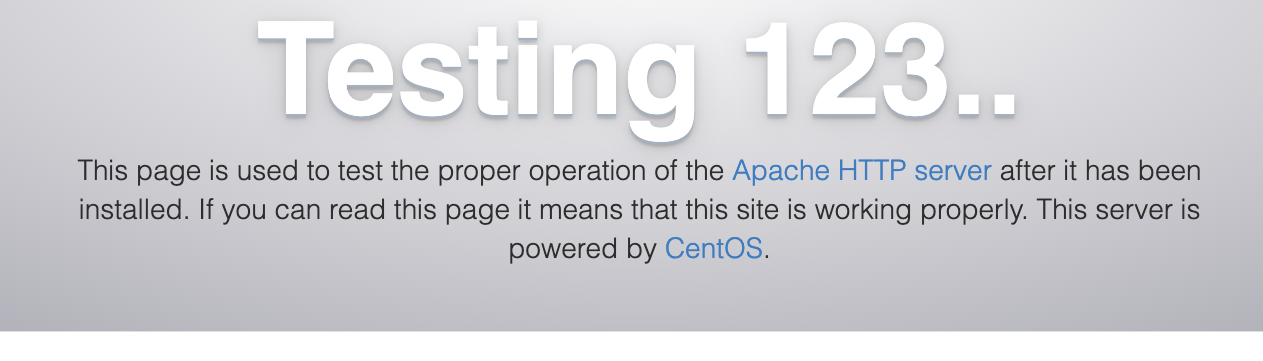 Testing 123..
This page is used to test the proper operation of the Apache HTTP server after it has been
installed. If you can read this page it means that this site is working properly. This server is
powered by CentOS.